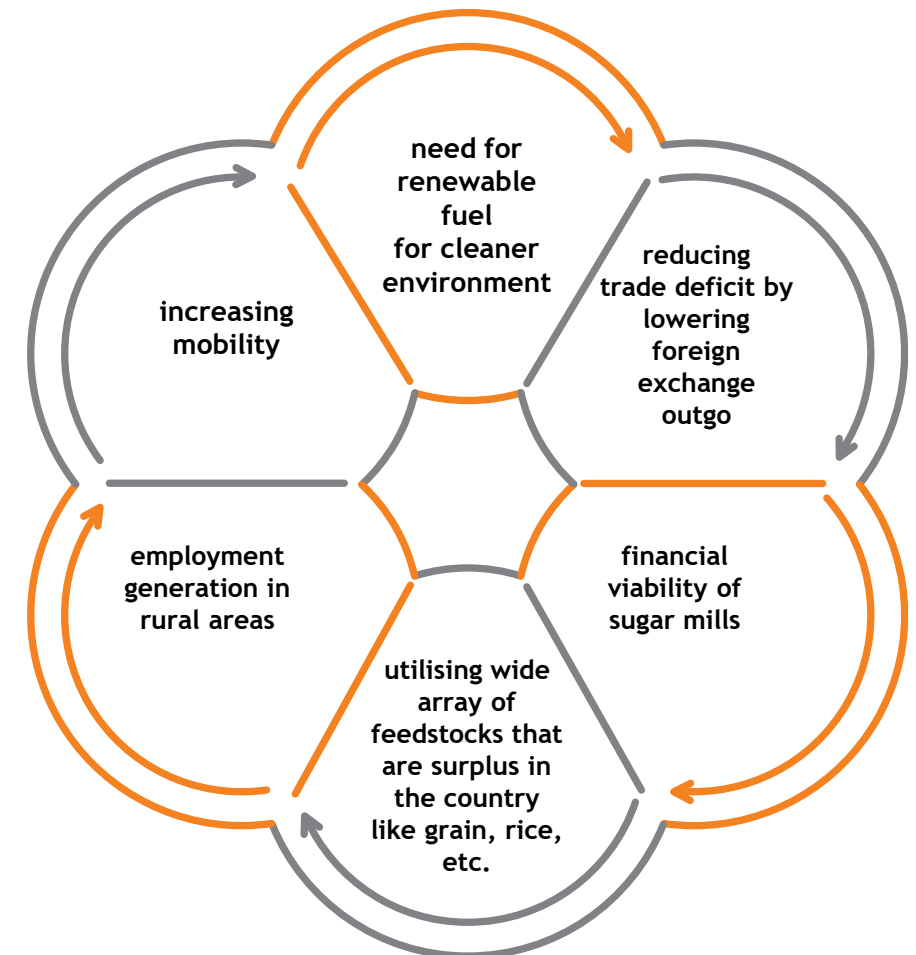 need for
renewable
fuel
for cleaner
environment
reducing
trade deficit by
lowering
foreign
exchange
outgo
financial
viability of
sugar mills
utilising wide
array of
feedstocks that
are surplus in
the country
like grain, rice,
etc.
employment
generation in
rural areas
increasing
mobility